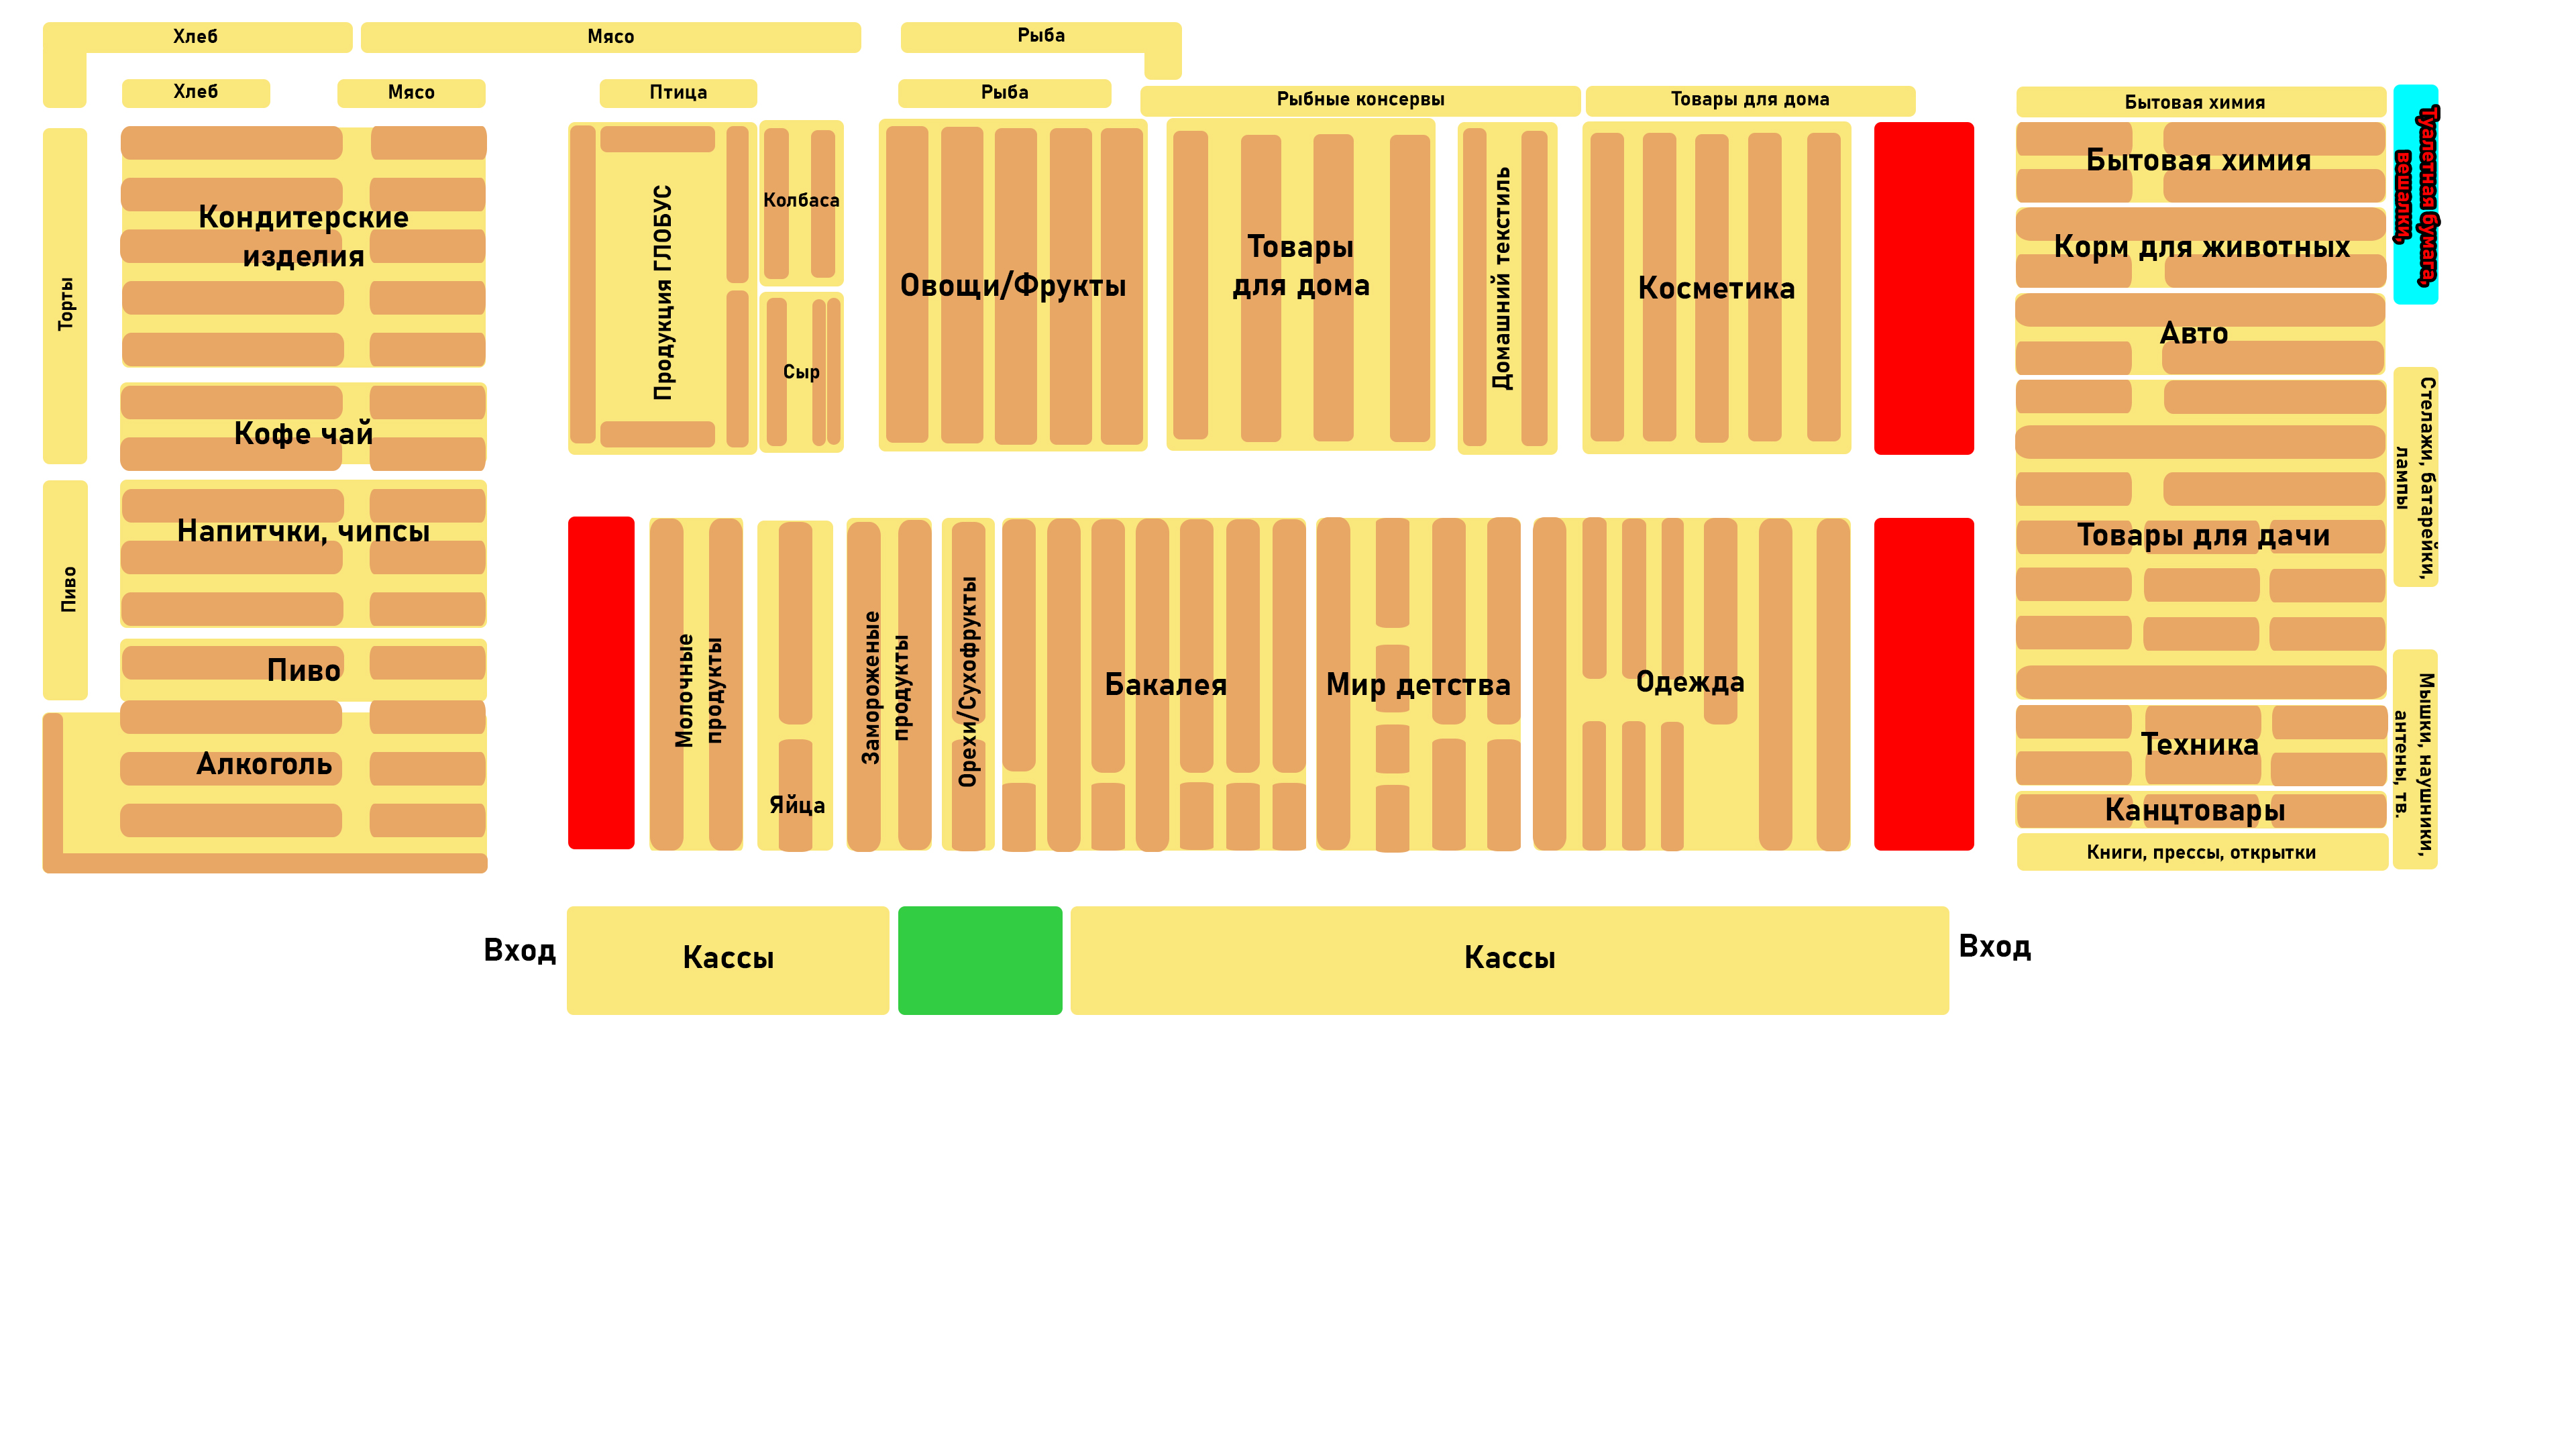 Хлеб
Мясо
Рыба
Хлеб
Мясо
Птица
Рыба
Рыбные консервы
Товары для дома
Бытовая химия
Торты
Кондитерские
изделия
Продукция ГЛОБУС
Колбаса
Сыр
Овощи/Фрукты
Товары
для дома
Домашний текстиль
Косметика
Бытовая химия
Корм для животных
Авто
Туалетная бумага,
вешалки,
Кофе чай
Стелажи, батарейки,
лампы
Пиво
Напитчки, чипсы
Пиво
Алкоголь
Молочные
продукты
Яйца
Замороженые
продукты
Орехи/Сухофрукты
Бакалея
Мир детства
Одежда
Товары для дачи
Техника
Канцтовары
Книги, прессы, открытки
Мышки, наушники,
антены, тв.
Вход
Кассы
Кассы
Вход